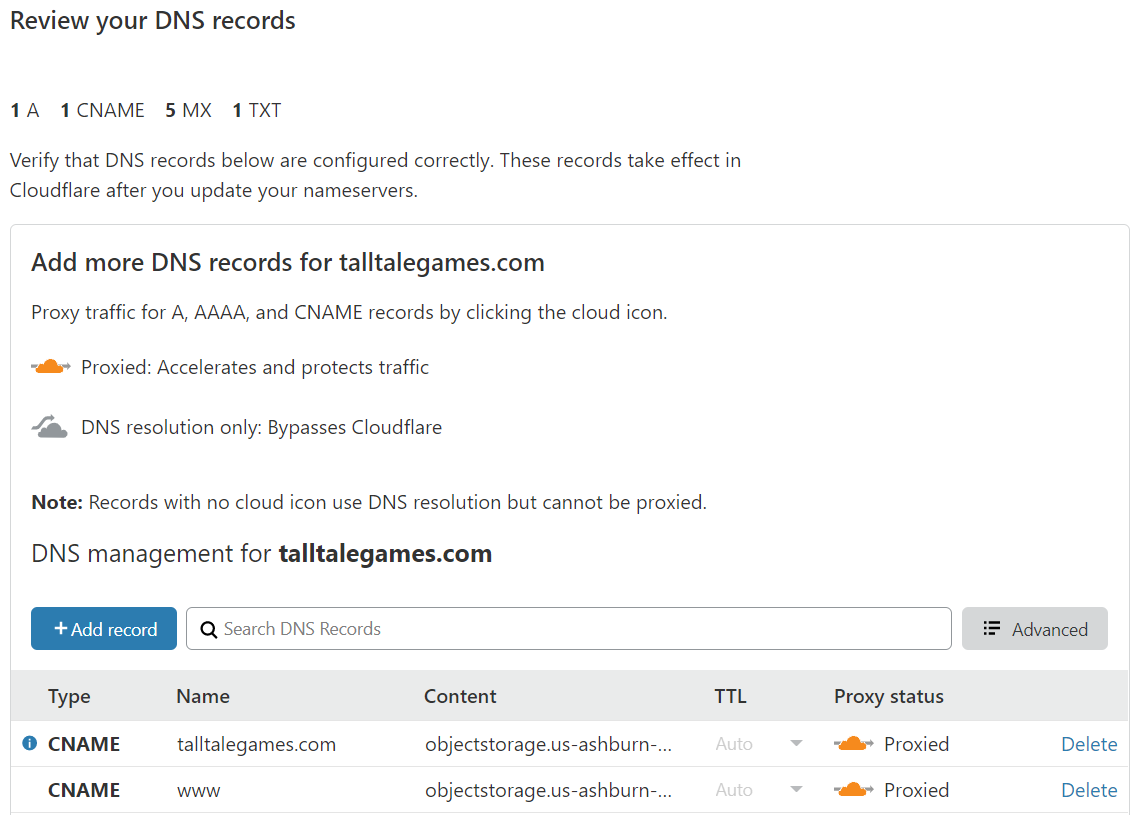 Review your DNS records
1 A 1 CNAME 5 MX 1 TXT
Verify that DNS records below are configured correctly. These records take effect in
Cloudflare after you update your nameservers.
Add more DNS records for talltalegames.com
Proxy traffic for A, AAAA, and CNAME records by clicking the cloud icon.
Proxied: Accelerates and protects traffic
DNS resolution only: Bypasses Cloudflare
Note: Records with no cloud icon use DNS resolution but cannot be proxied.
DNS management for talltalegames.com
+ Add record Search DNS Records Advanced
Type Name Content TTL Proxy status
CNAME talltalegames.com objectstorage.us-ashburn-... Auto Proxied Delete
CNAME www objectstorage.us-ashburn-... Auto Proxied Delete